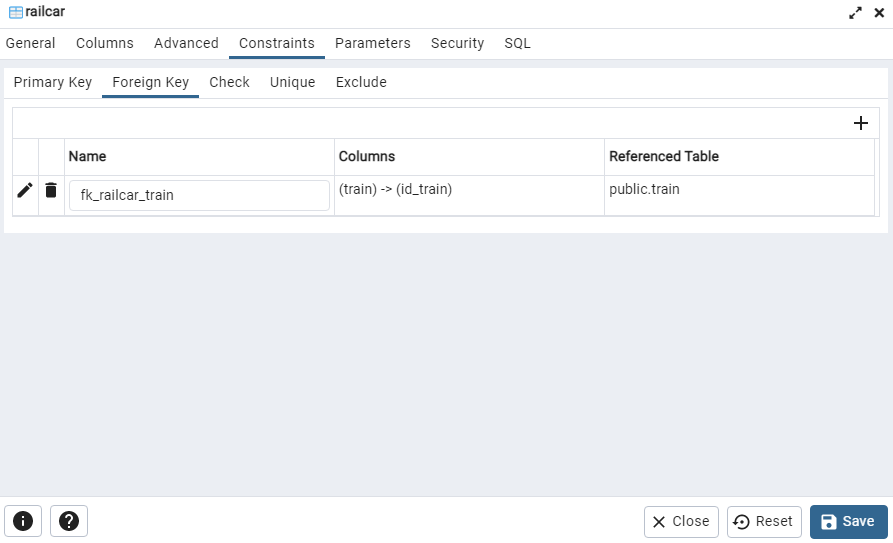 railcar
General Columns Advanced Constraints Parameters Security SQL
Primary Key Foreign Key Check Unique Exclude
Name Columns Referenced Table
fk_railcar_train (train) -> (id_train) public.train
Close Reset Save